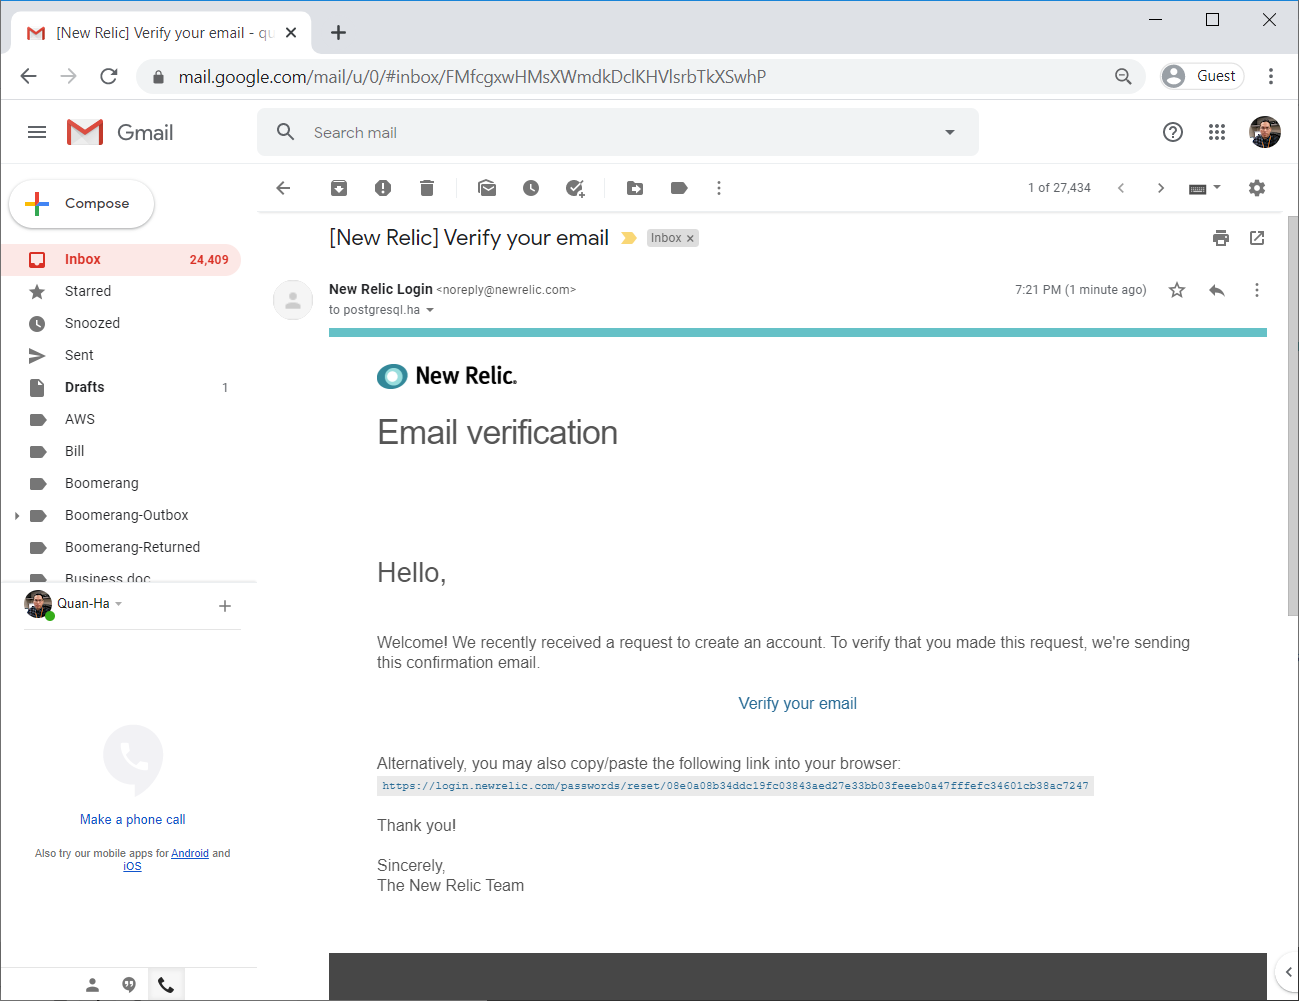 [New Relic] Verify your email - qu
mail.google.com/mail/u/0/#inbox/FMfcgxwHMsXWmdkDclKHVlsrbTkXSwhP
Guest
Gmail
Search mail
Compose
1 of 27,434
[New Relic] Verify your email
Inbox x
Inbox 24,409
Starred
Snoozed
Sent
Drafts 1
AWS
Bill
Boomerang
Boomerang-Outbox
Boomerang-Returned
Business doc
Quan-Ha
Make a phone call
Also try our mobile apps for Android and
iOS
New Relic Login <noreply@newrelic.com>
7:21 PM (1 minute ago)
to postgresql.ha
New Relic.
Email verification
Hello,
Welcome! We recently received a request to create an account. To verify that you made this request, we're sending
this confirmation email.
Verify your email
Alternatively, you may also copy/paste the following link into your browser:
https://login.newrelic.com/passwords/reset/08e0a08b34ddc19fc03843aed27e33bb03feeeb0a47fffefc34601cb38ac7247
Thank you!
Sincerely,
The New Relic Team